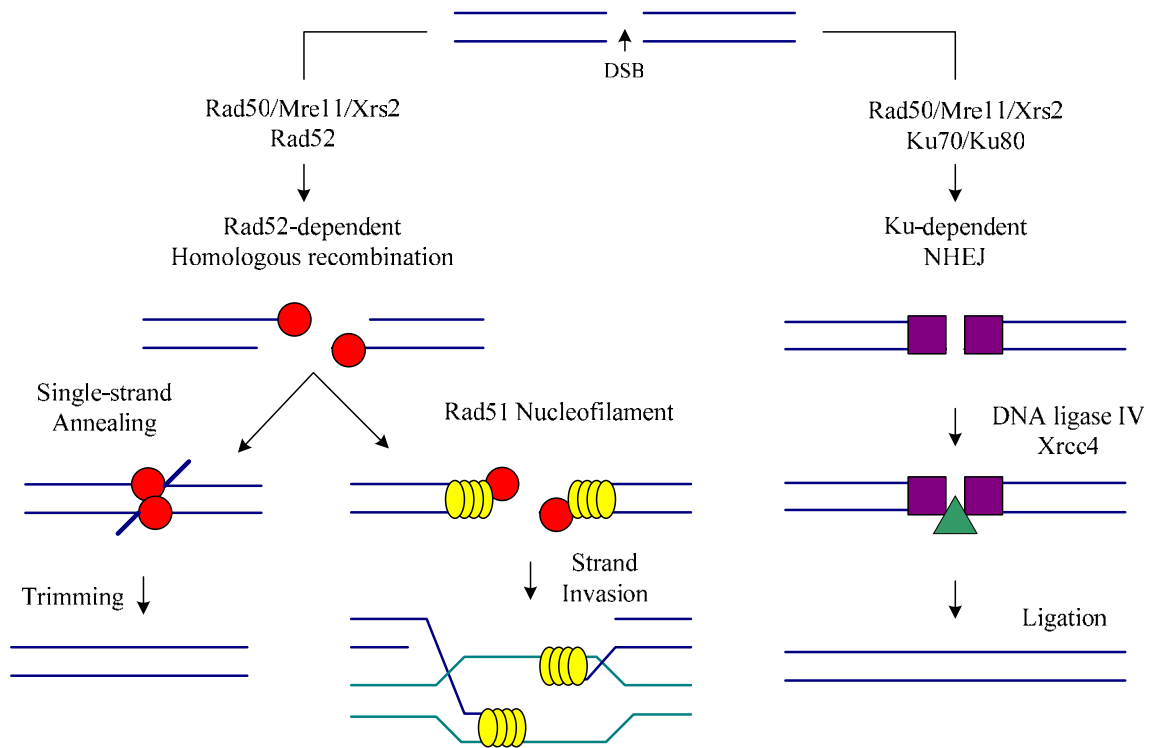 DSB
Rad50/Mre11/Xrs2
Rad52
Rad50/Mre11/Xrs2
Ku70/Ku80
Rad52-dependent
Homologous recombination
Ku-dependent
NHEJ
Single-strand
Annealing
Rad51 Nucleofilament
DNA ligase IV
Xrcc4
Trimming
Strand
Invasion
Ligation